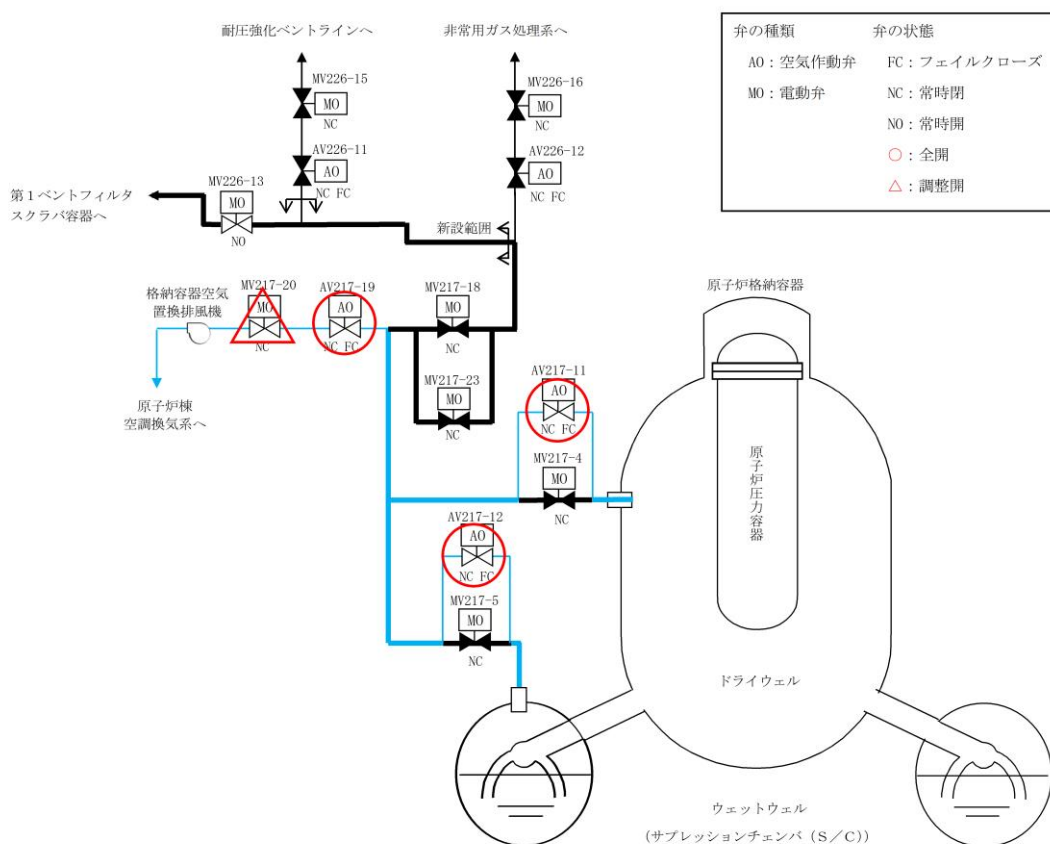 耐圧強化ベントラインへ
非常用ガス処理系へ
弁の種類
弁の状態
AO：空気作動弁
FC：フェイルクローズ
MO：電動弁
NC：常時閉
NO：常時開
○：全開
△：調整開
MV226-15
MO
NC
MV226-16
MO
NC
AV226-11
AO
NC FC
AV226-12
AO
NC FC
MV226-13
MO
NO
第１ベントフィルタ
スクラバ容器へ
新設範囲
格納容器空気
置換排風機
MV217-20
MO
NC
AV217-19
AO
NC FC
MV217-18
MO
NC
原子炉格納容器
MV217-23
MO
NC
AV217-11
AO
NC FC
原子炉棟
空調換気系へ
MV217-4
MO
NC
原子炉圧力容器
AV217-12
AO
NC FC
MV217-5
MO
NC
ドライウェル
ウェットウェル
(サプレッションチェンバ（Ｓ／Ｃ）)